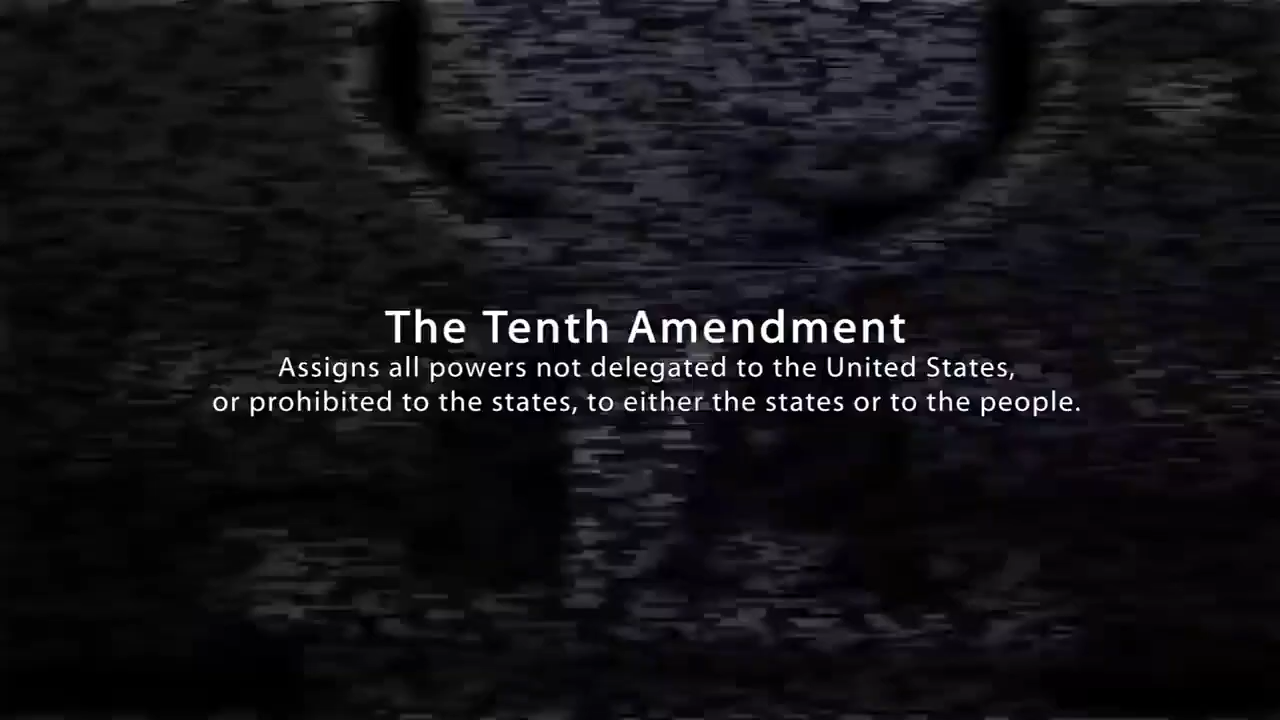 The Tenth Amendment
Assigns all powers not delegated to the United States,
or prohibited to the states, to either the states or to the people.